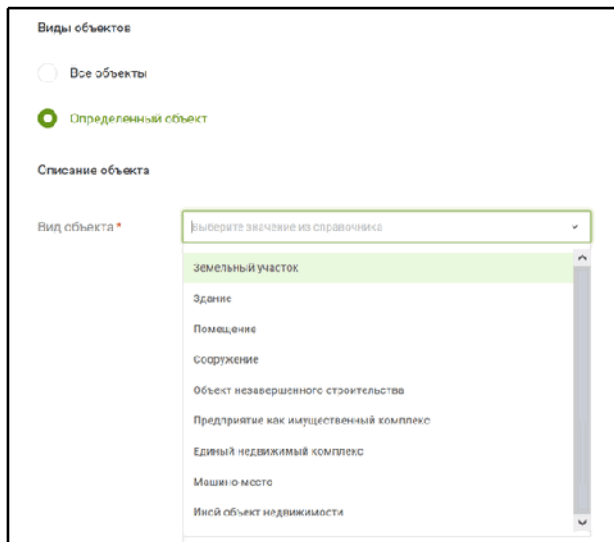 Виды объектов
Все объекты
Определенный объект
Списание объекта
Вид объекта *
Выберите значение из справочника
Земельный участок
Здание
Помещение
Сооружение
Объект незавершенного строительства
Предприятие как имущественный комплекс
Единый недвижимый комплекс
Машино-место
Иной объект недвижимости